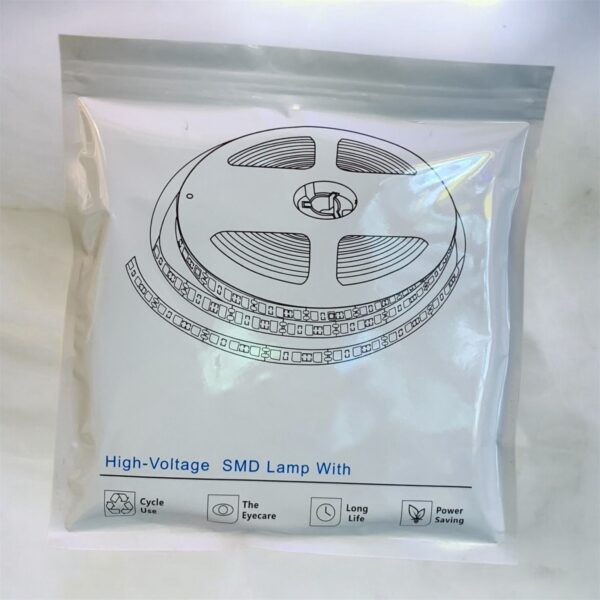 High-Voltage SMD Lamp With
Cycle Use
The Eyecare
Long Life
Power Saving